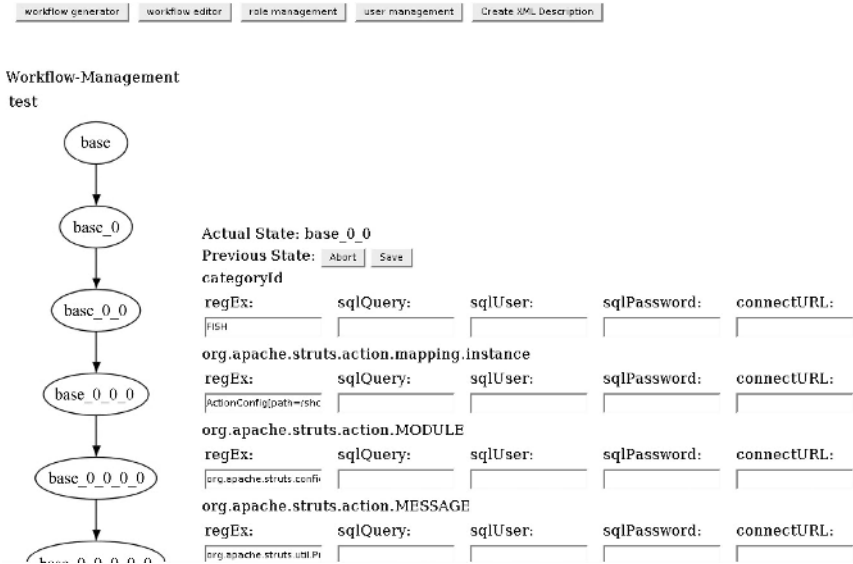 workflow generator workflow editor role management user management Create XML Description
Workflow-Management
test
base
base_0
base_0_0
base_0_0_0
base_0_0_0_0
base_0_0_0_0_0
Actual State: base_0_0
Previous State: Abort Save
categoryId
regEx: sqlQuery: sqlUser: sqlPassword: connectURL:
FISH
org.apache.struts.action.mapping.instance
regEx: sqlQuery: sqlUser: sqlPassword: connectURL:
ActionConfig[path=/sho
org.apache.struts.action.MODULE
regEx: sqlQuery: sqlUser: sqlPassword: connectURL:
org.apache.struts.confi
org.apache.struts.action.MESSAGE
regEx: sqlQuery: sqlUser: sqlPassword: connectURL:
org.apache.struts.util.P